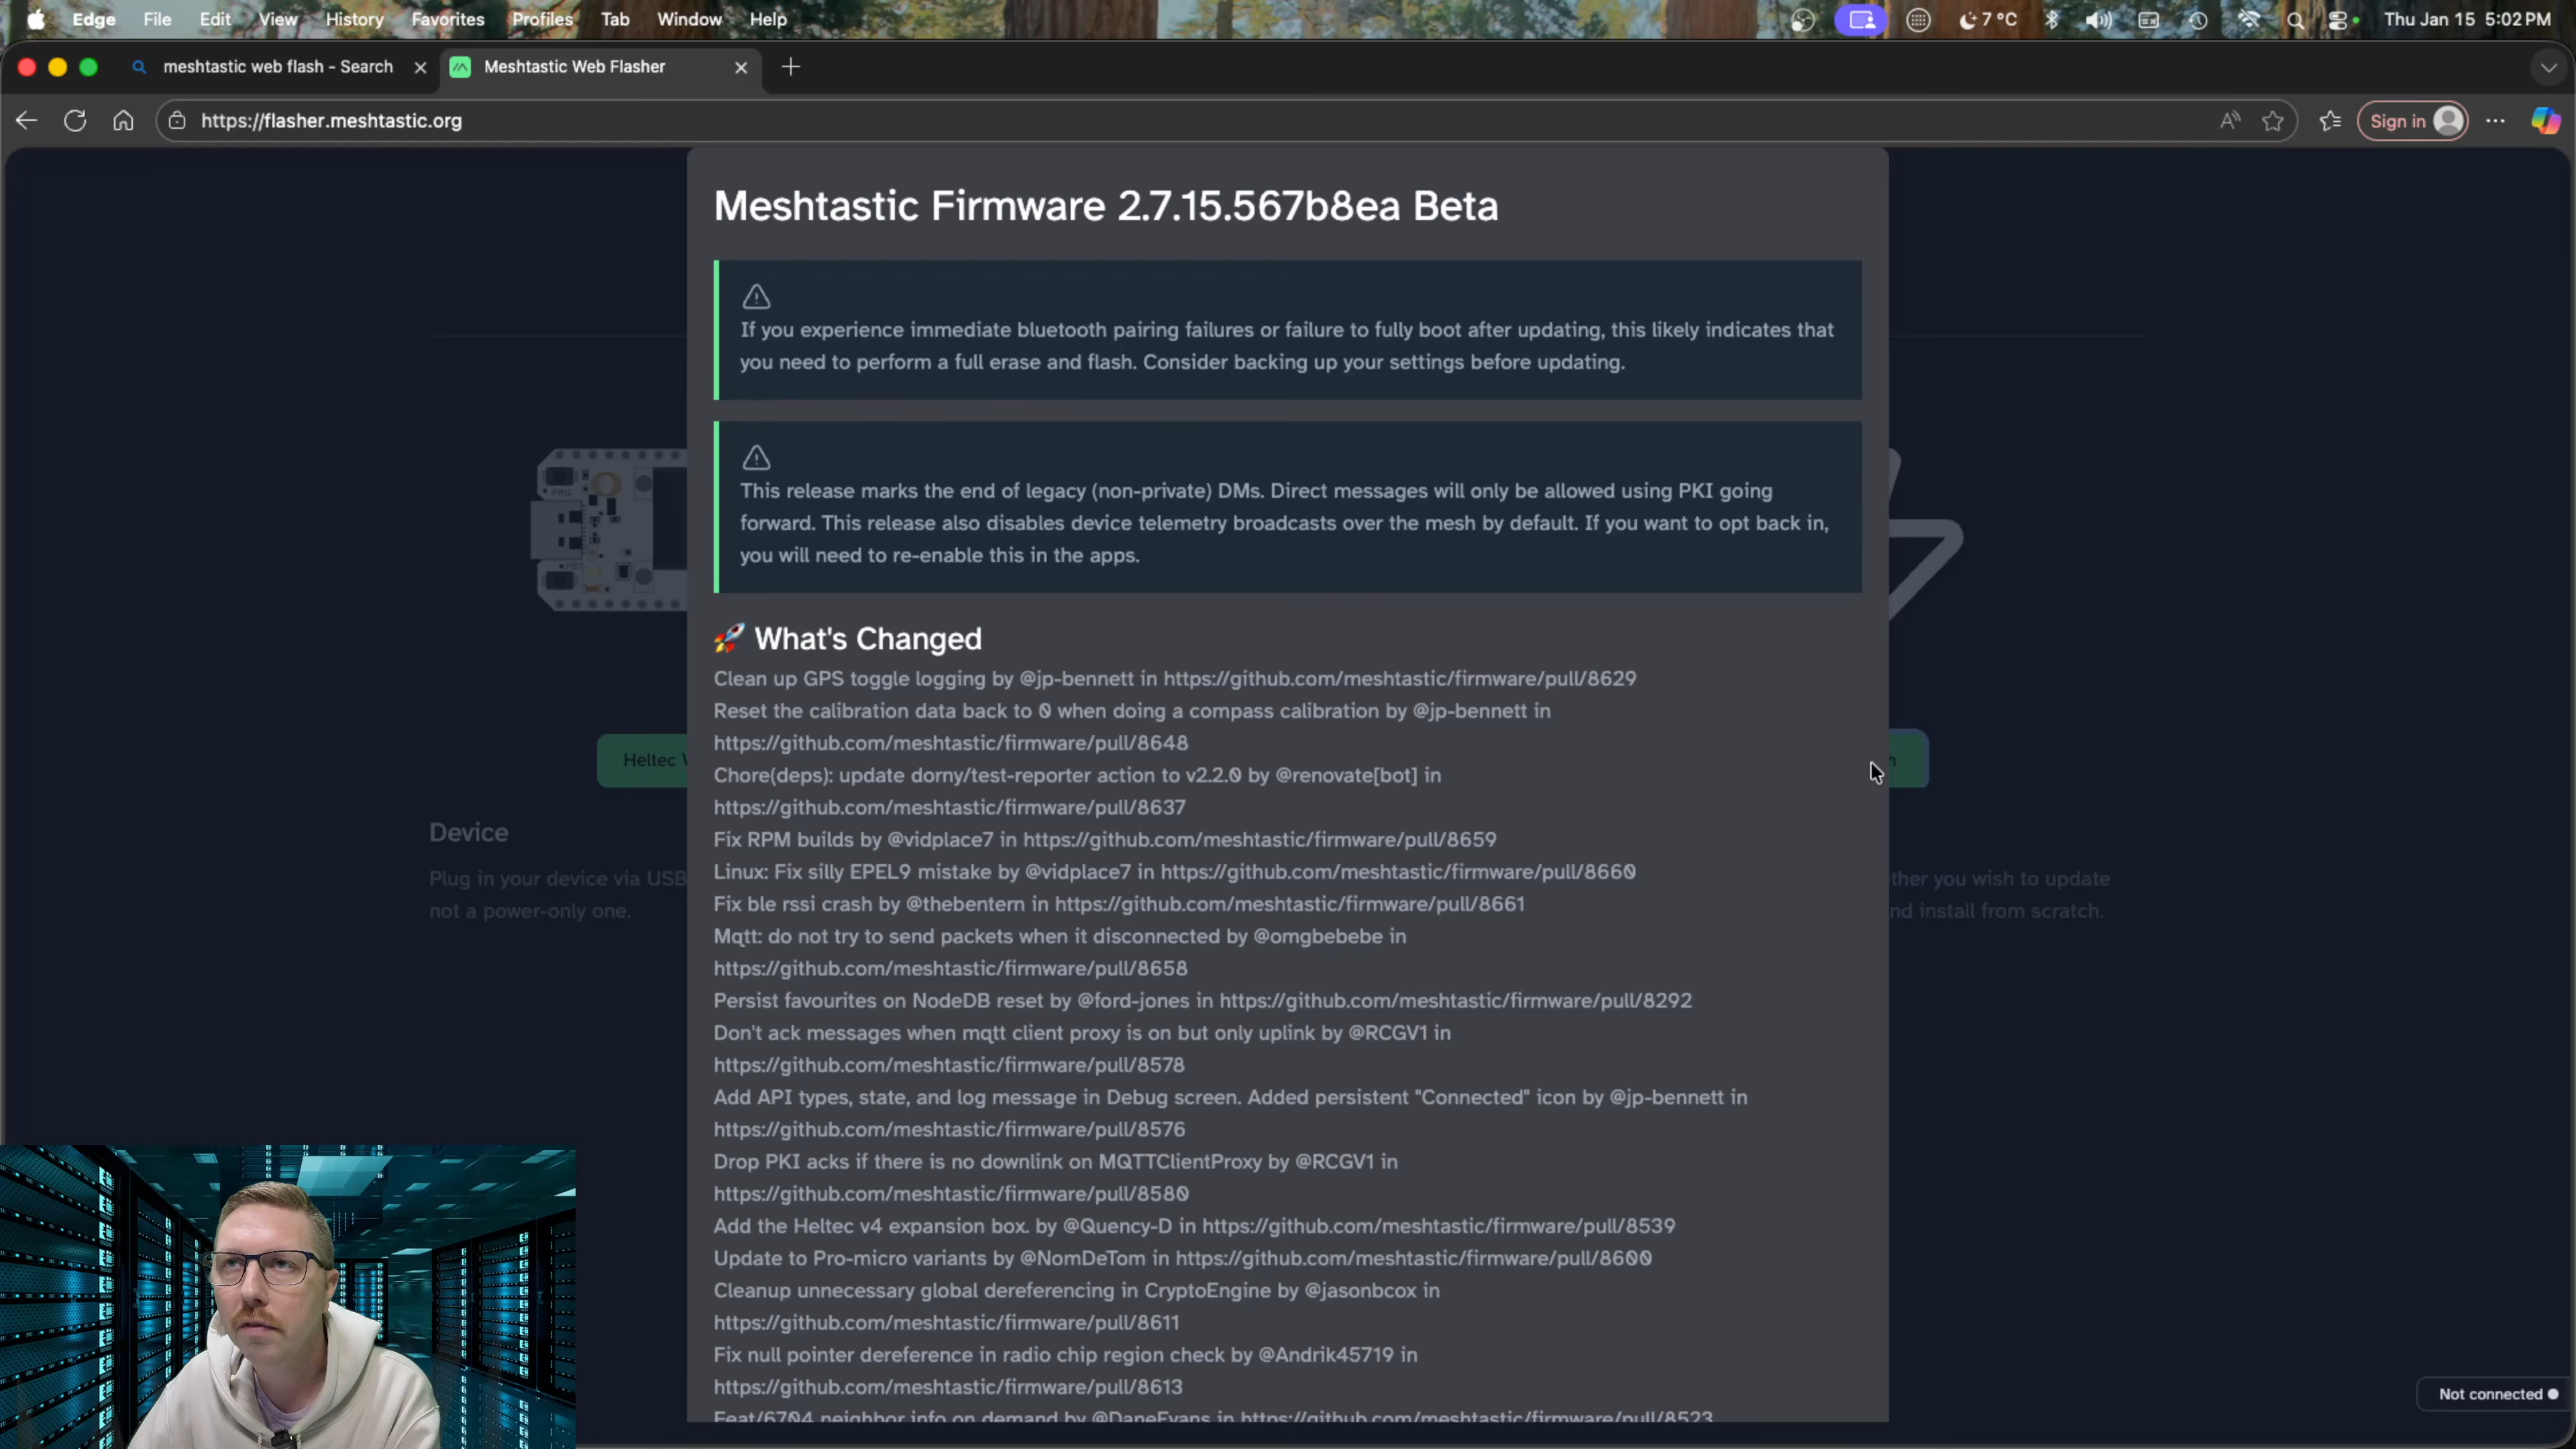 Edge File Edit View History Favorites Profiles Tab Window Help 7 °C Thu Jan 15 5:02 PM
meshtastic web flash - Search Meshtastic Web Flasher
https://flasher.meshtastic.org Sign in
Meshtastic Firmware 2.7.15.567b8ea Beta
If you experience immediate bluetooth pairing failures or failure to fully boot after updating, this likely indicates that
you need to perform a full erase and flash. Consider backing up your settings before updating.
This release marks the end of legacy (non-private) DMs. Direct messages will only be allowed using PKI going
forward. This release also disables device telemetry broadcasts over the mesh by default. If you want to opt back in,
you will need to re-enable this in the apps.
🚀 What's Changed
Clean up GPS toggle logging by @jp-bennett in https://github.com/meshtastic/firmware/pull/8629
Reset the calibration data back to 0 when doing a compass calibration by @jp-bennett in
https://github.com/meshtastic/firmware/pull/8648
Chore(deps): update dorny/test-reporter action to v2.2.0 by @renovate[bot] in
https://github.com/meshtastic/firmware/pull/8637
Fix RPM builds by @vidplace7 in https://github.com/meshtastic/firmware/pull/8659
Linux: Fix silly EPEL9 mistake by @vidplace7 in https://github.com/meshtastic/firmware/pull/8660
Fix ble rssi crash by @thebentern in https://github.com/meshtastic/firmware/pull/8661
Mqtt: do not try to send packets when it disconnected by @omgbebebe in
https://github.com/meshtastic/firmware/pull/8658
Persist favourites on NodeDB reset by @ford-jones in https://github.com/meshtastic/firmware/pull/8292
Don't ack messages when mqtt client proxy is on but only uplink by @RCGV1 in
https://github.com/meshtastic/firmware/pull/8578
Add API types, state, and log message in Debug screen. Added persistent "Connected" icon by @jp-bennett in
https://github.com/meshtastic/firmware/pull/8576
Drop PKI acks if there is no downlink on MQTTClientProxy by @RCGV1 in
https://github.com/meshtastic/firmware/pull/8580
Add the Heltec v4 expansion box. by @Quency-D in https://github.com/meshtastic/firmware/pull/8539
Update to Pro-micro variants by @NomDeTom in https://github.com/meshtastic/firmware/pull/8600
Cleanup unnecessary global dereferencing in CryptoEngine by @jasonbcox in
https://github.com/meshtastic/firmware/pull/8611
Fix null pointer dereference in radio chip region check by @Andrik45719 in
https://github.com/meshtastic/firmware/pull/8613
Feat/6704 neighbor info on demand by @DaneEvans in https://github.com/meshtastic/firmware/pull/8523
PRG
Heltec
Device
Plug in your device via USB
not a power-only one.
you wish to update
install from scratch.
Not connected